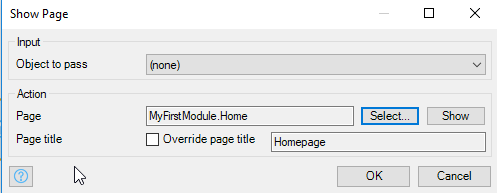 Show Page
Input
Object to pass (none)
Action
Page MyFirstModule.Home Select... Show
Page title Override page title Homepage
? OK Cancel